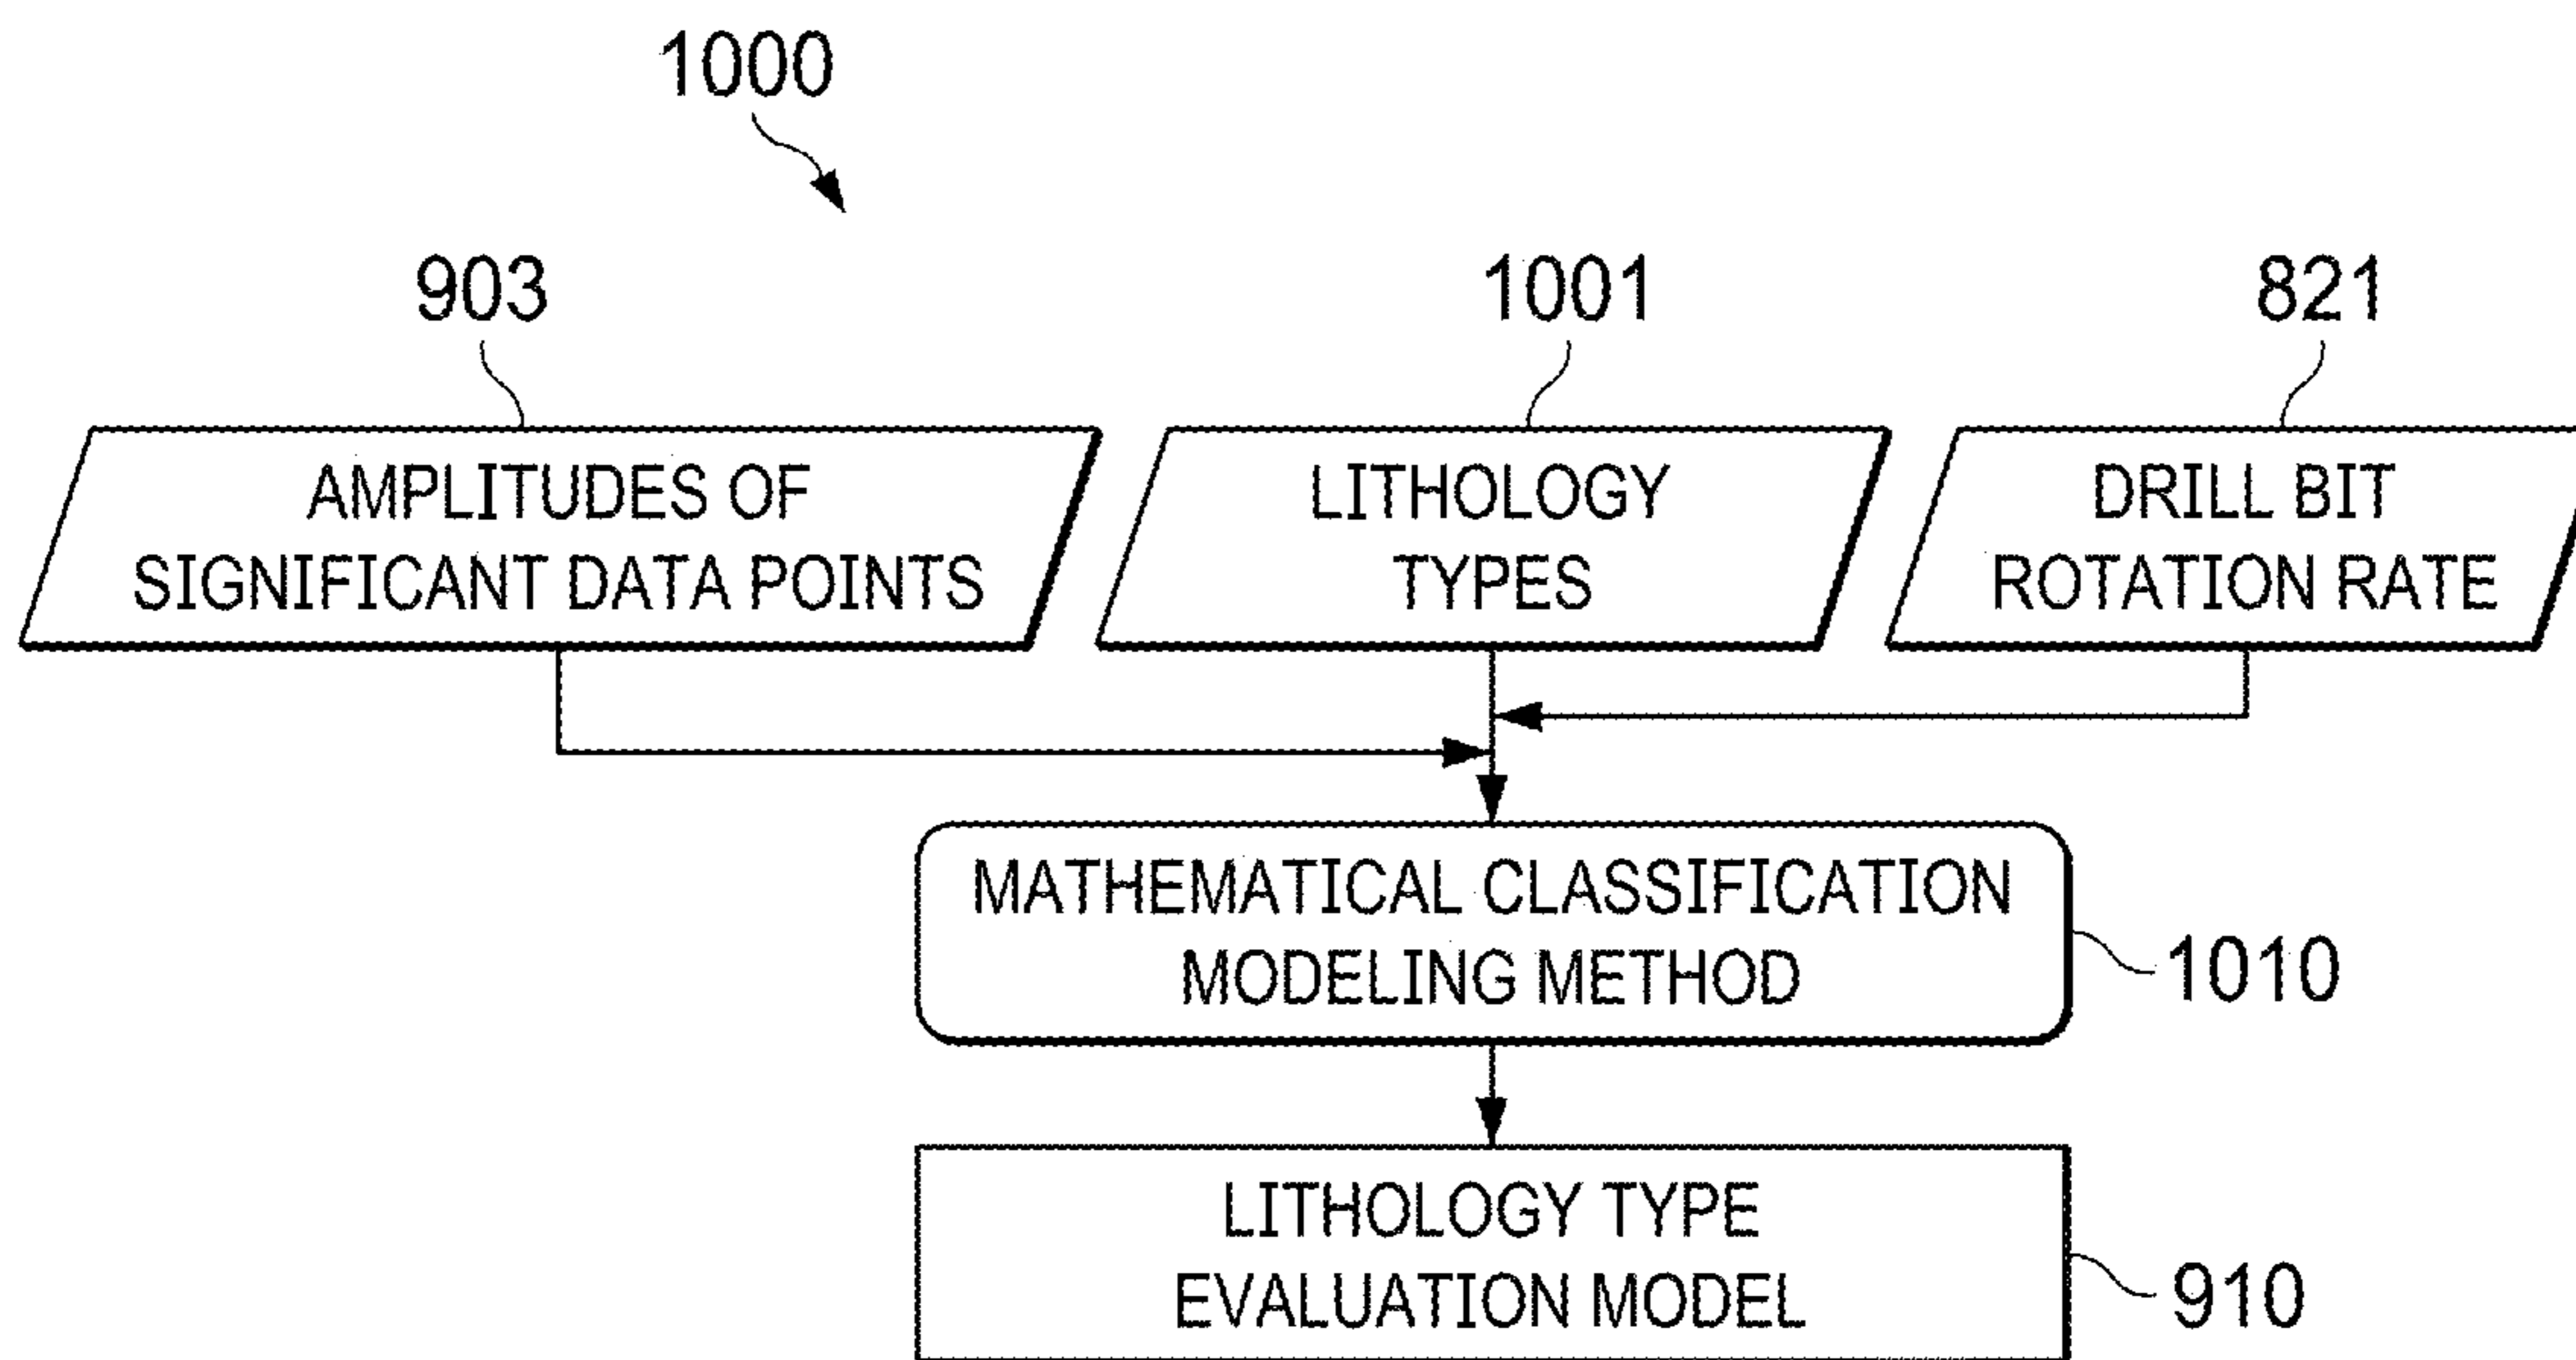 1000
903
1001
821
AMPLITUDES OF
SIGNIFICANT DATA POINTS
LITHOLOGY
TYPES
DRILL BIT
ROTATION RATE
MATHEMATICAL CLASSIFICATION
MODELING METHOD
1010
LITHOLOGY TYPE
EVALUATION MODEL
910